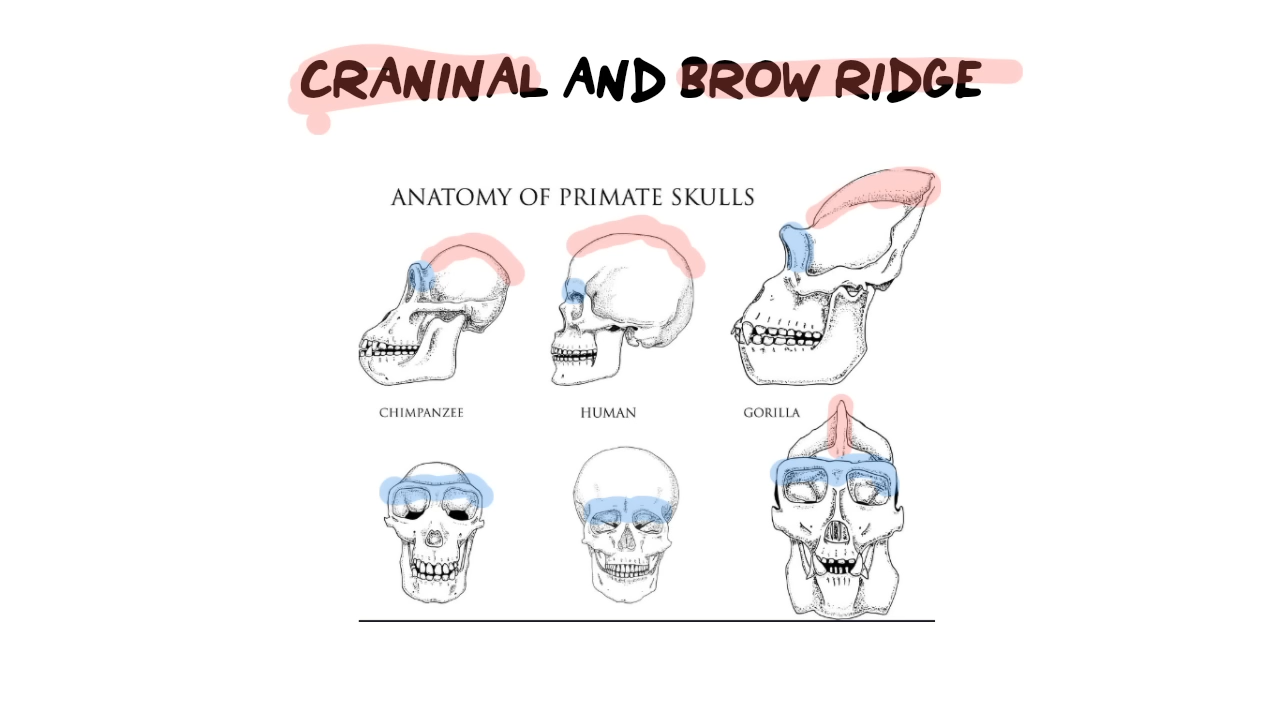 CRANINAL AND BROW RIDGE
ANATOMY OF PRIMATE SKULLS
CHIMPANZEE
HUMAN
GORILLA